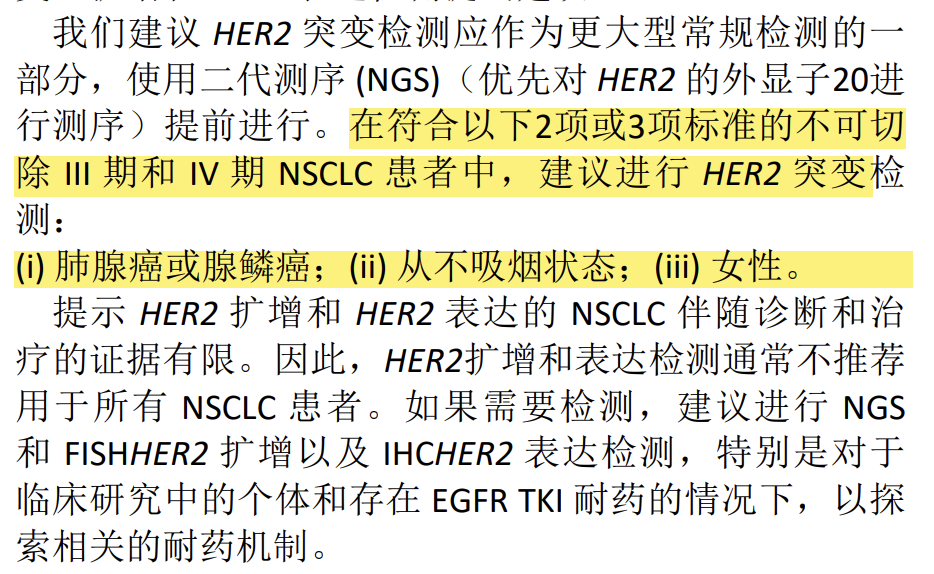 我们建议 HER2 突变检测应作为更大型常规检测的一
部分，使用二代测序 (NGS)（优先对 HER2 的外显子20进
行测序）提前进行。在符合以下2项或3项标准的不可切
除 III 期和 IV 期 NSCLC 患者中，建议进行 HER2 突变检
测：
(i) 肺腺癌或腺鳞癌；(ii) 从不吸烟状态；(iii) 女性。
提示 HER2 扩增和 HER2 表达的 NSCLC 伴随诊断和治
疗的证据有限。因此，HER2扩增和表达检测通常不推荐
用于所有 NSCLC 患者。如果需要检测，建议进行 NGS
和 FISHHER2 扩增以及 IHCHER2 表达检测，特别是对于
临床研究中的个体和存在 EGFR TKI 耐药的情况下，以探
索相关的耐药机制。